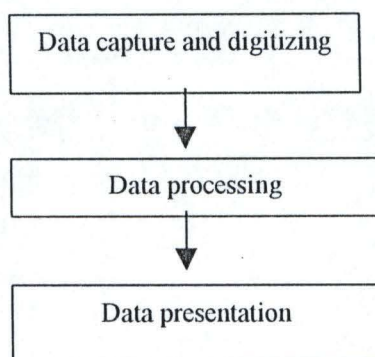 Data capture and digitizing
Data processing
Data presentation